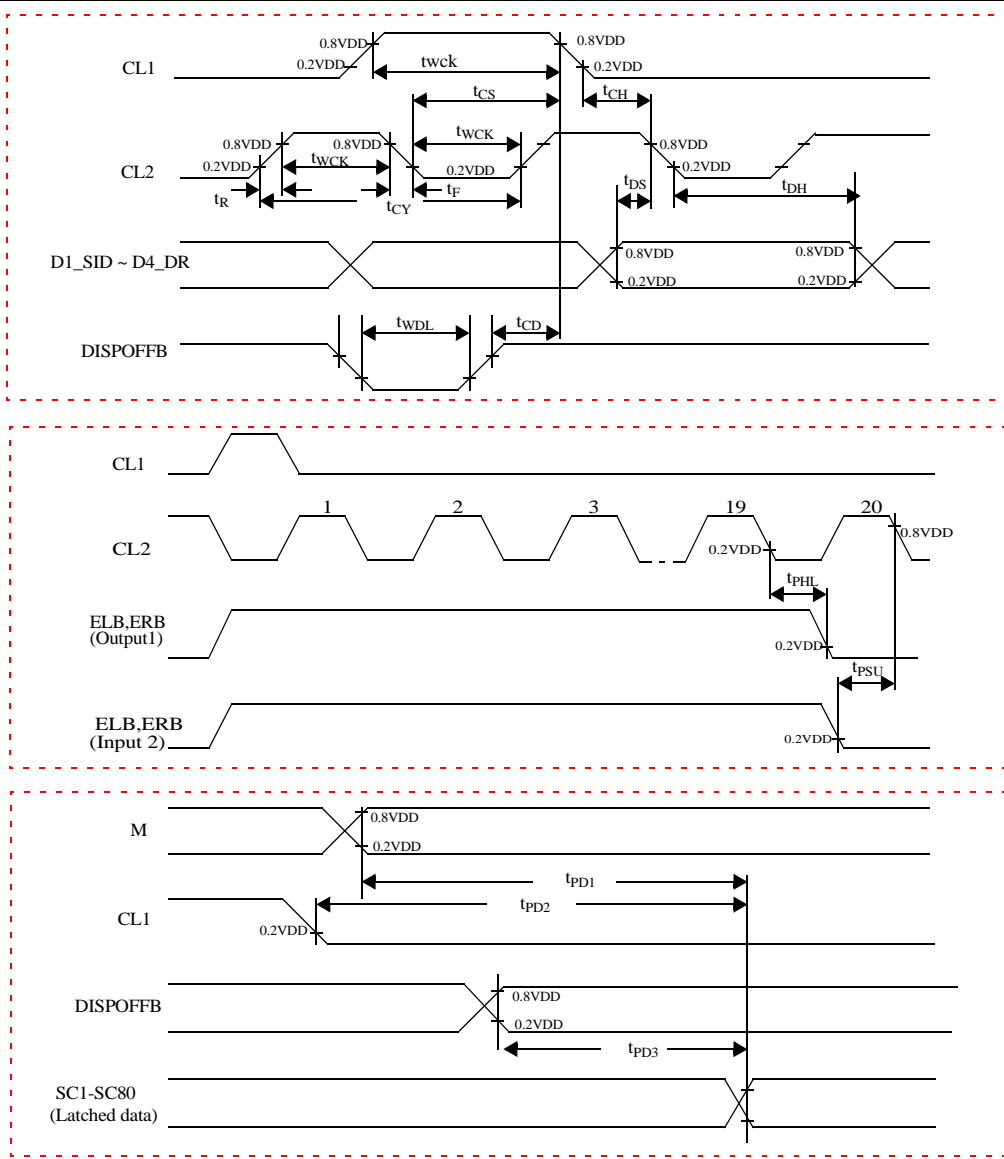 0.8VDD
0.8VDD
CL1
0.2VDD
twck
0.2VDD
tCS
tCH
0.8VDD
0.8VDD
tWCK
0.8VDD
CL2
0.2VDD
tWCK
0.2VDD
0.2VDD
tR
tCY
tF
tDS
tDH
D1_SID ~ D4_DR
0.8VDD
0.8VDD
0.2VDD
0.2VDD
DISPOFFB
tWDL
tCD
CL1
1
2
3
19
20
CL2
0.2VDD
0.8VDD
tPHL
ELB,ERB
(Output1)
0.2VDD
tPSU
ELB,ERB
(Input 2)
0.2VDD
M
0.8VDD
0.2VDD
tPD1
tPD2
CL1
0.2VDD
DISPOFFB
0.8VDD
0.2VDD
tPD3
SC1-SC80
(Latched data)